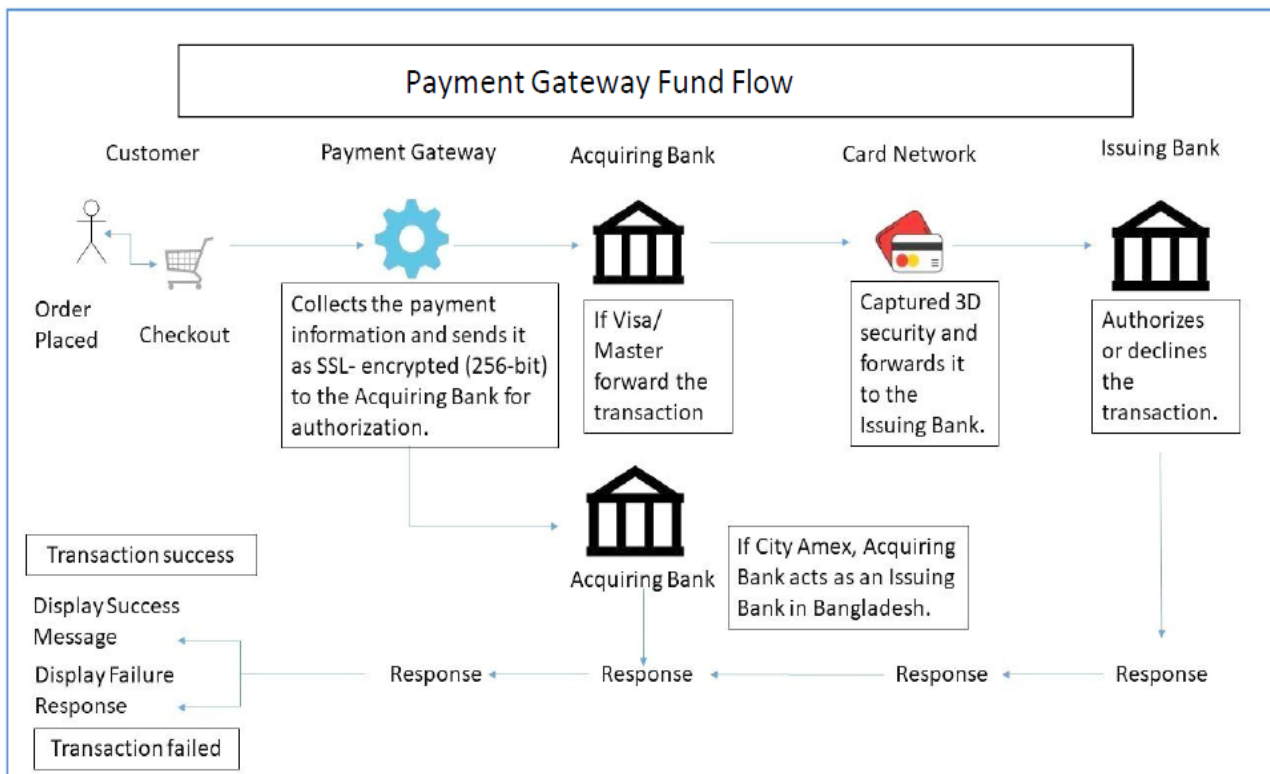 Payment Gateway Fund Flow
Customer
Payment Gateway
Acquiring Bank
Card Network
Issuing Bank
Order
Placed
Checkout
Collects the payment
information and sends it
as SSL- encrypted (256-bit)
to the Acquiring Bank for
authorization.
If Visa/
Master
forward the
transaction
Captured 3D
security and
forwards it
to the
Issuing Bank.
Authorizes
or declines
the
transaction.
Acquiring Bank
If City Amex, Acquiring
Bank acts as an Issuing
Bank in Bangladesh.
Transaction success
Display Success
Message
Display Failure
Response
Transaction failed
Response
Response
Response
Response